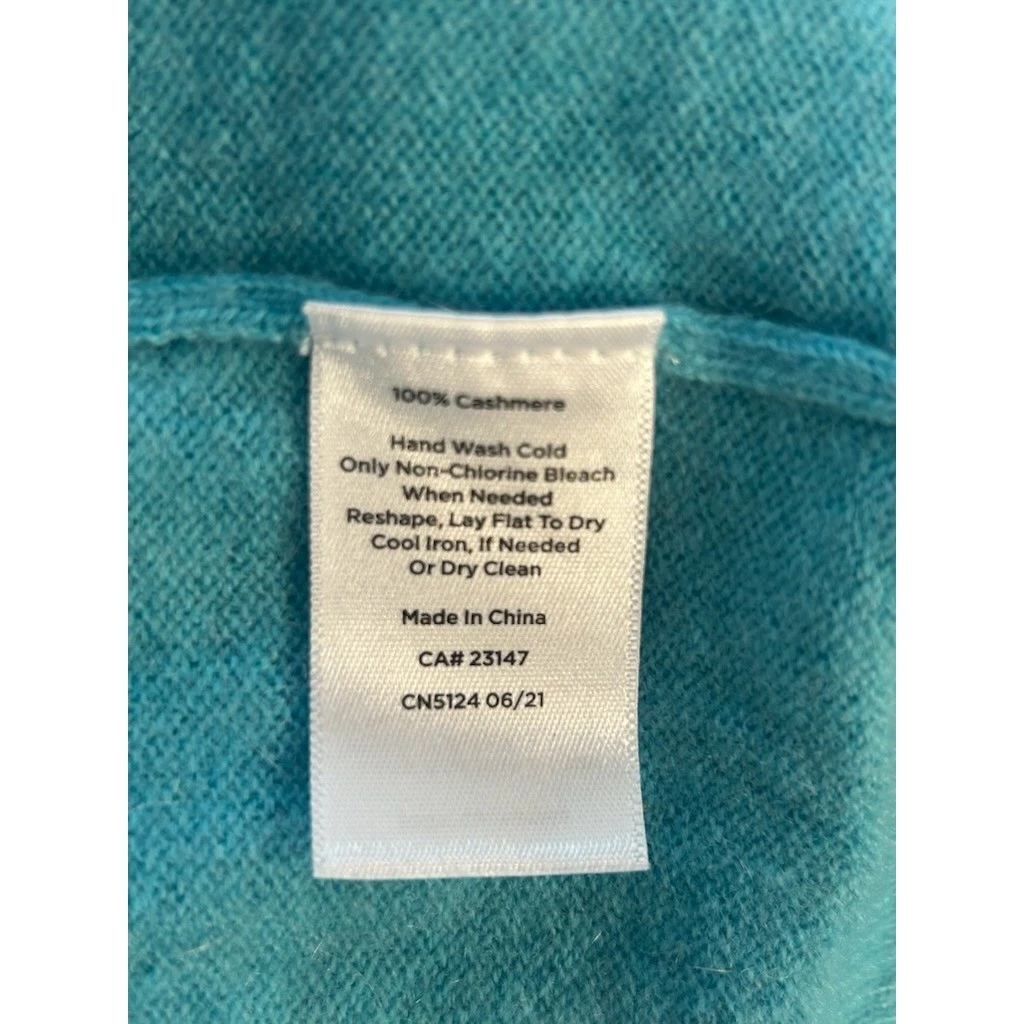 100% Cashmere
Hand Wash Cold
Only Non-Chlorine Bleach
When Needed
Reshape, Lay Flat To Dry
Cool Iron, If Needed
Or Dry Clean
Made In China
CA# 23147
CN5124 06/21